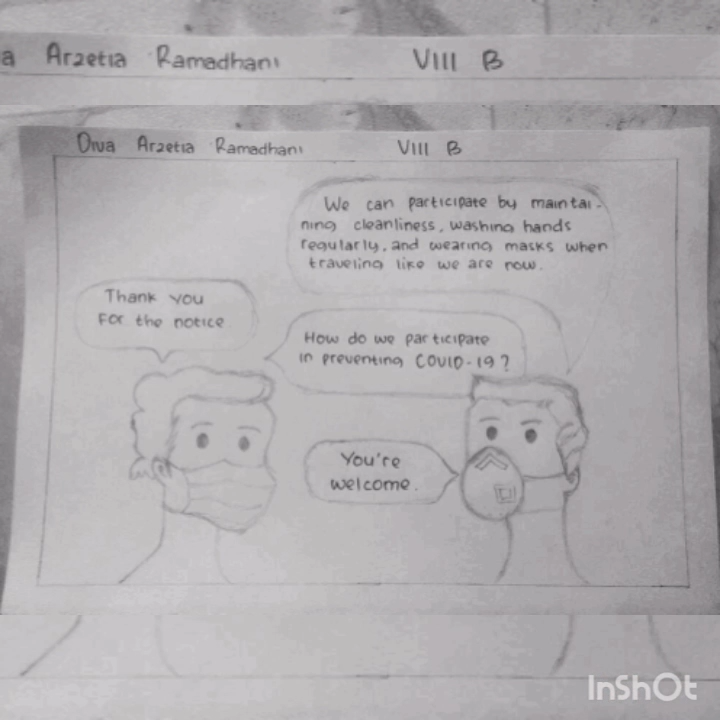 a Arzetia Ramadhani VIII B
Diva Arzetia Ramadhani VIII B
We can participate by maintai-
ning cleanliness, washing hands
regularly, and wearing masks when
traveling like we are now.
Thank you
For the notice
How do we participate
in preventing COVID-19?
You're
welcome.
InShOt